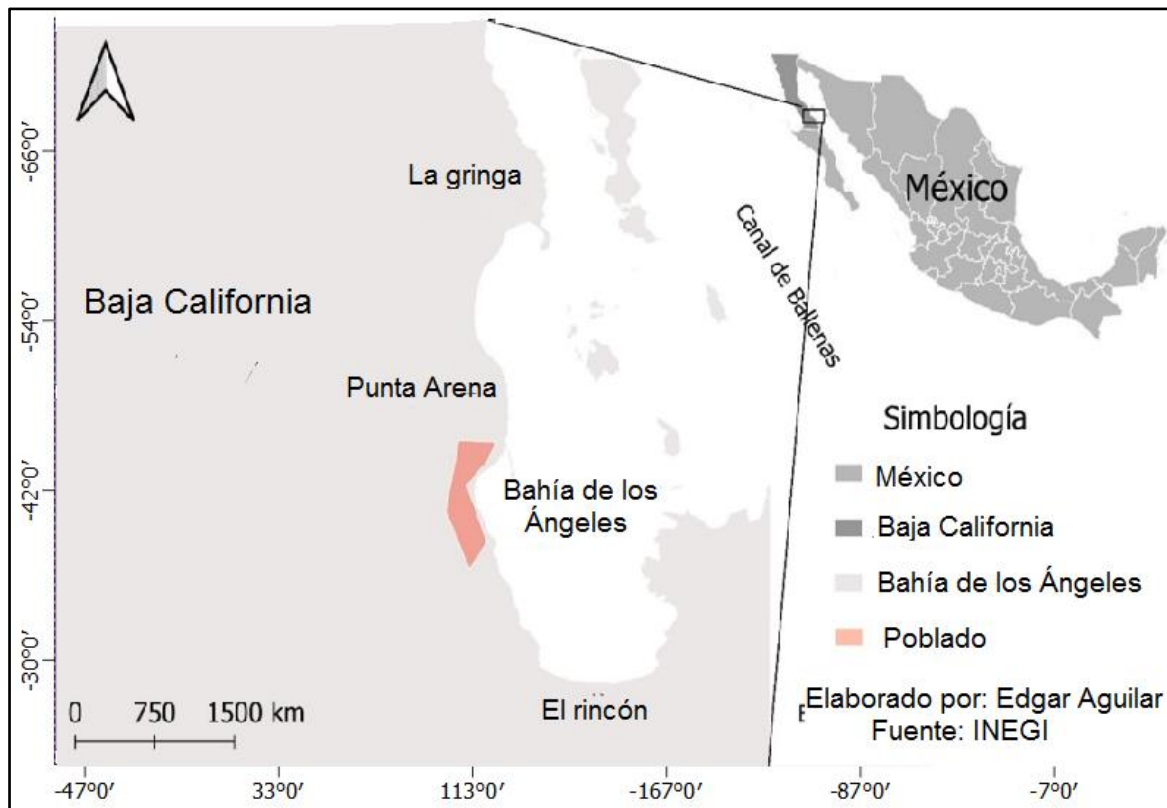 -66°0′
-54°0′
-42°0′
-30°0′
La gringa
Baja California
Punta Arena
Bahía de los
Ángeles
El rincón
Canal de Ballenas
México
Simbología
México
Baja California
Bahía de los Ángeles
Poblado
Elaborado por: Edgar Aguilar
Fuente: INEGI
0 750 1500 km
-47°0′ 33°0′ 113°0′ -167°0′ -87°0′ -7°0′